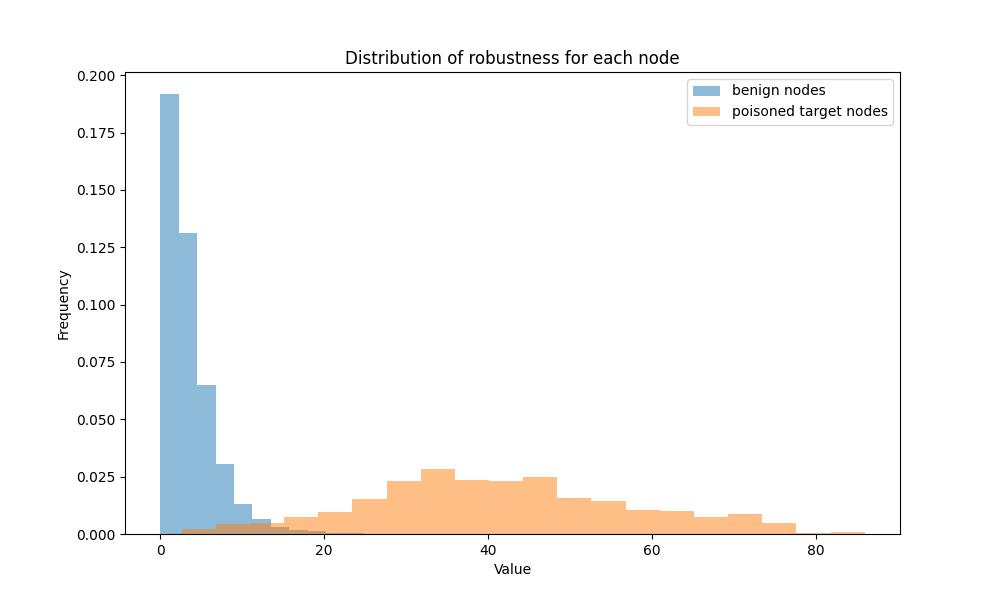 Distribution of robustness for each node
benign nodes
poisoned target nodes
0.200
0.175
0.150
0.125
0.100
0.075
0.050
0.025
0.000
Frequency
0 20 40 60 80
Value